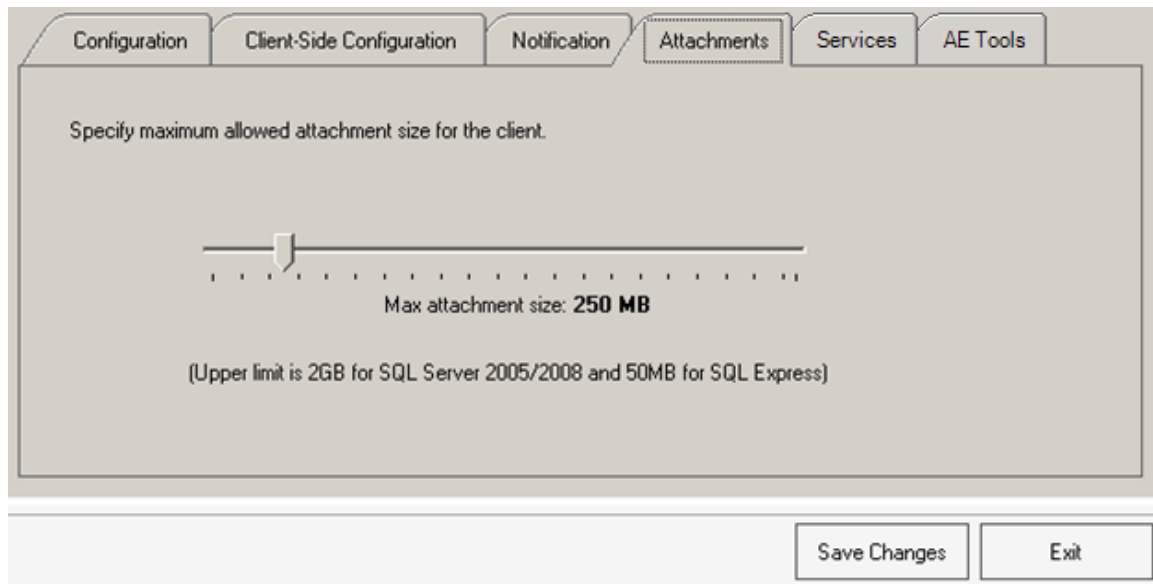 Configuration Client-Side Configuration Notification Attachments Services AE Tools
Specify maximum allowed attachment size for the client.
Max attachment size: 250 MB
(Upper limit is 2GB for SQL Server 2005/2008 and 50MB for SQL Express)
Save Changes Exit